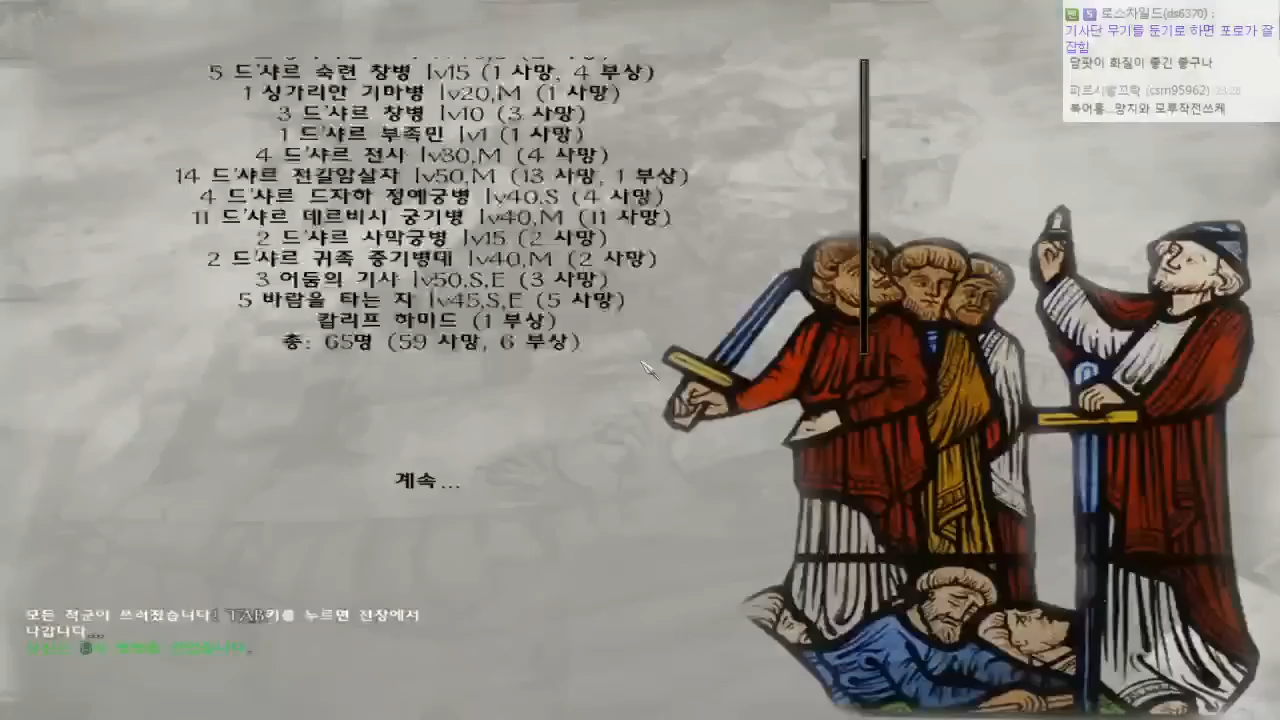 5 드'샤르 숙련 창병 lv15 (1 사망, 4 부상)
1 싱가리안 기마병 lv20,M (1 사망)
3 드'샤르 창병 lv10 (3 사망)
1 드'샤르 부족민 lv1 (1 사망)
4 드'샤르 전사 lv30,M (4 사망)
14 드'샤르 전갈암살자 lv50,M (13 사망, 1 부상)
4 드'샤르 드자하 정예궁병 lv40,S (4 사망)
11 드'샤르 데르비시 궁기병 lv40,M (11 사망)
2 드'샤르 사막궁병 lv15 (2 사망)
2 드'샤르 귀족 중기병대 lv40,M (2 사망)
3 어둠의 기사 lv50,S,E (3 사망)
5 바람을 타는 자 lv45,S,E (5 사망)
칼리프 하미드 (1 부상)
총: 65명 (59 사망, 6 부상)
계속...
모든 적군이 쓰러졌습니다! TAB키를 누르면 전장에서
나갑니다...
로스차일드(ds6370) :
기사단 무기를 둔기로 하면 포로가 잘
잡힘
달팟이 화질이 좋긴 좋구나
(csm95962) 23:28
망치와 모루작전쓰케